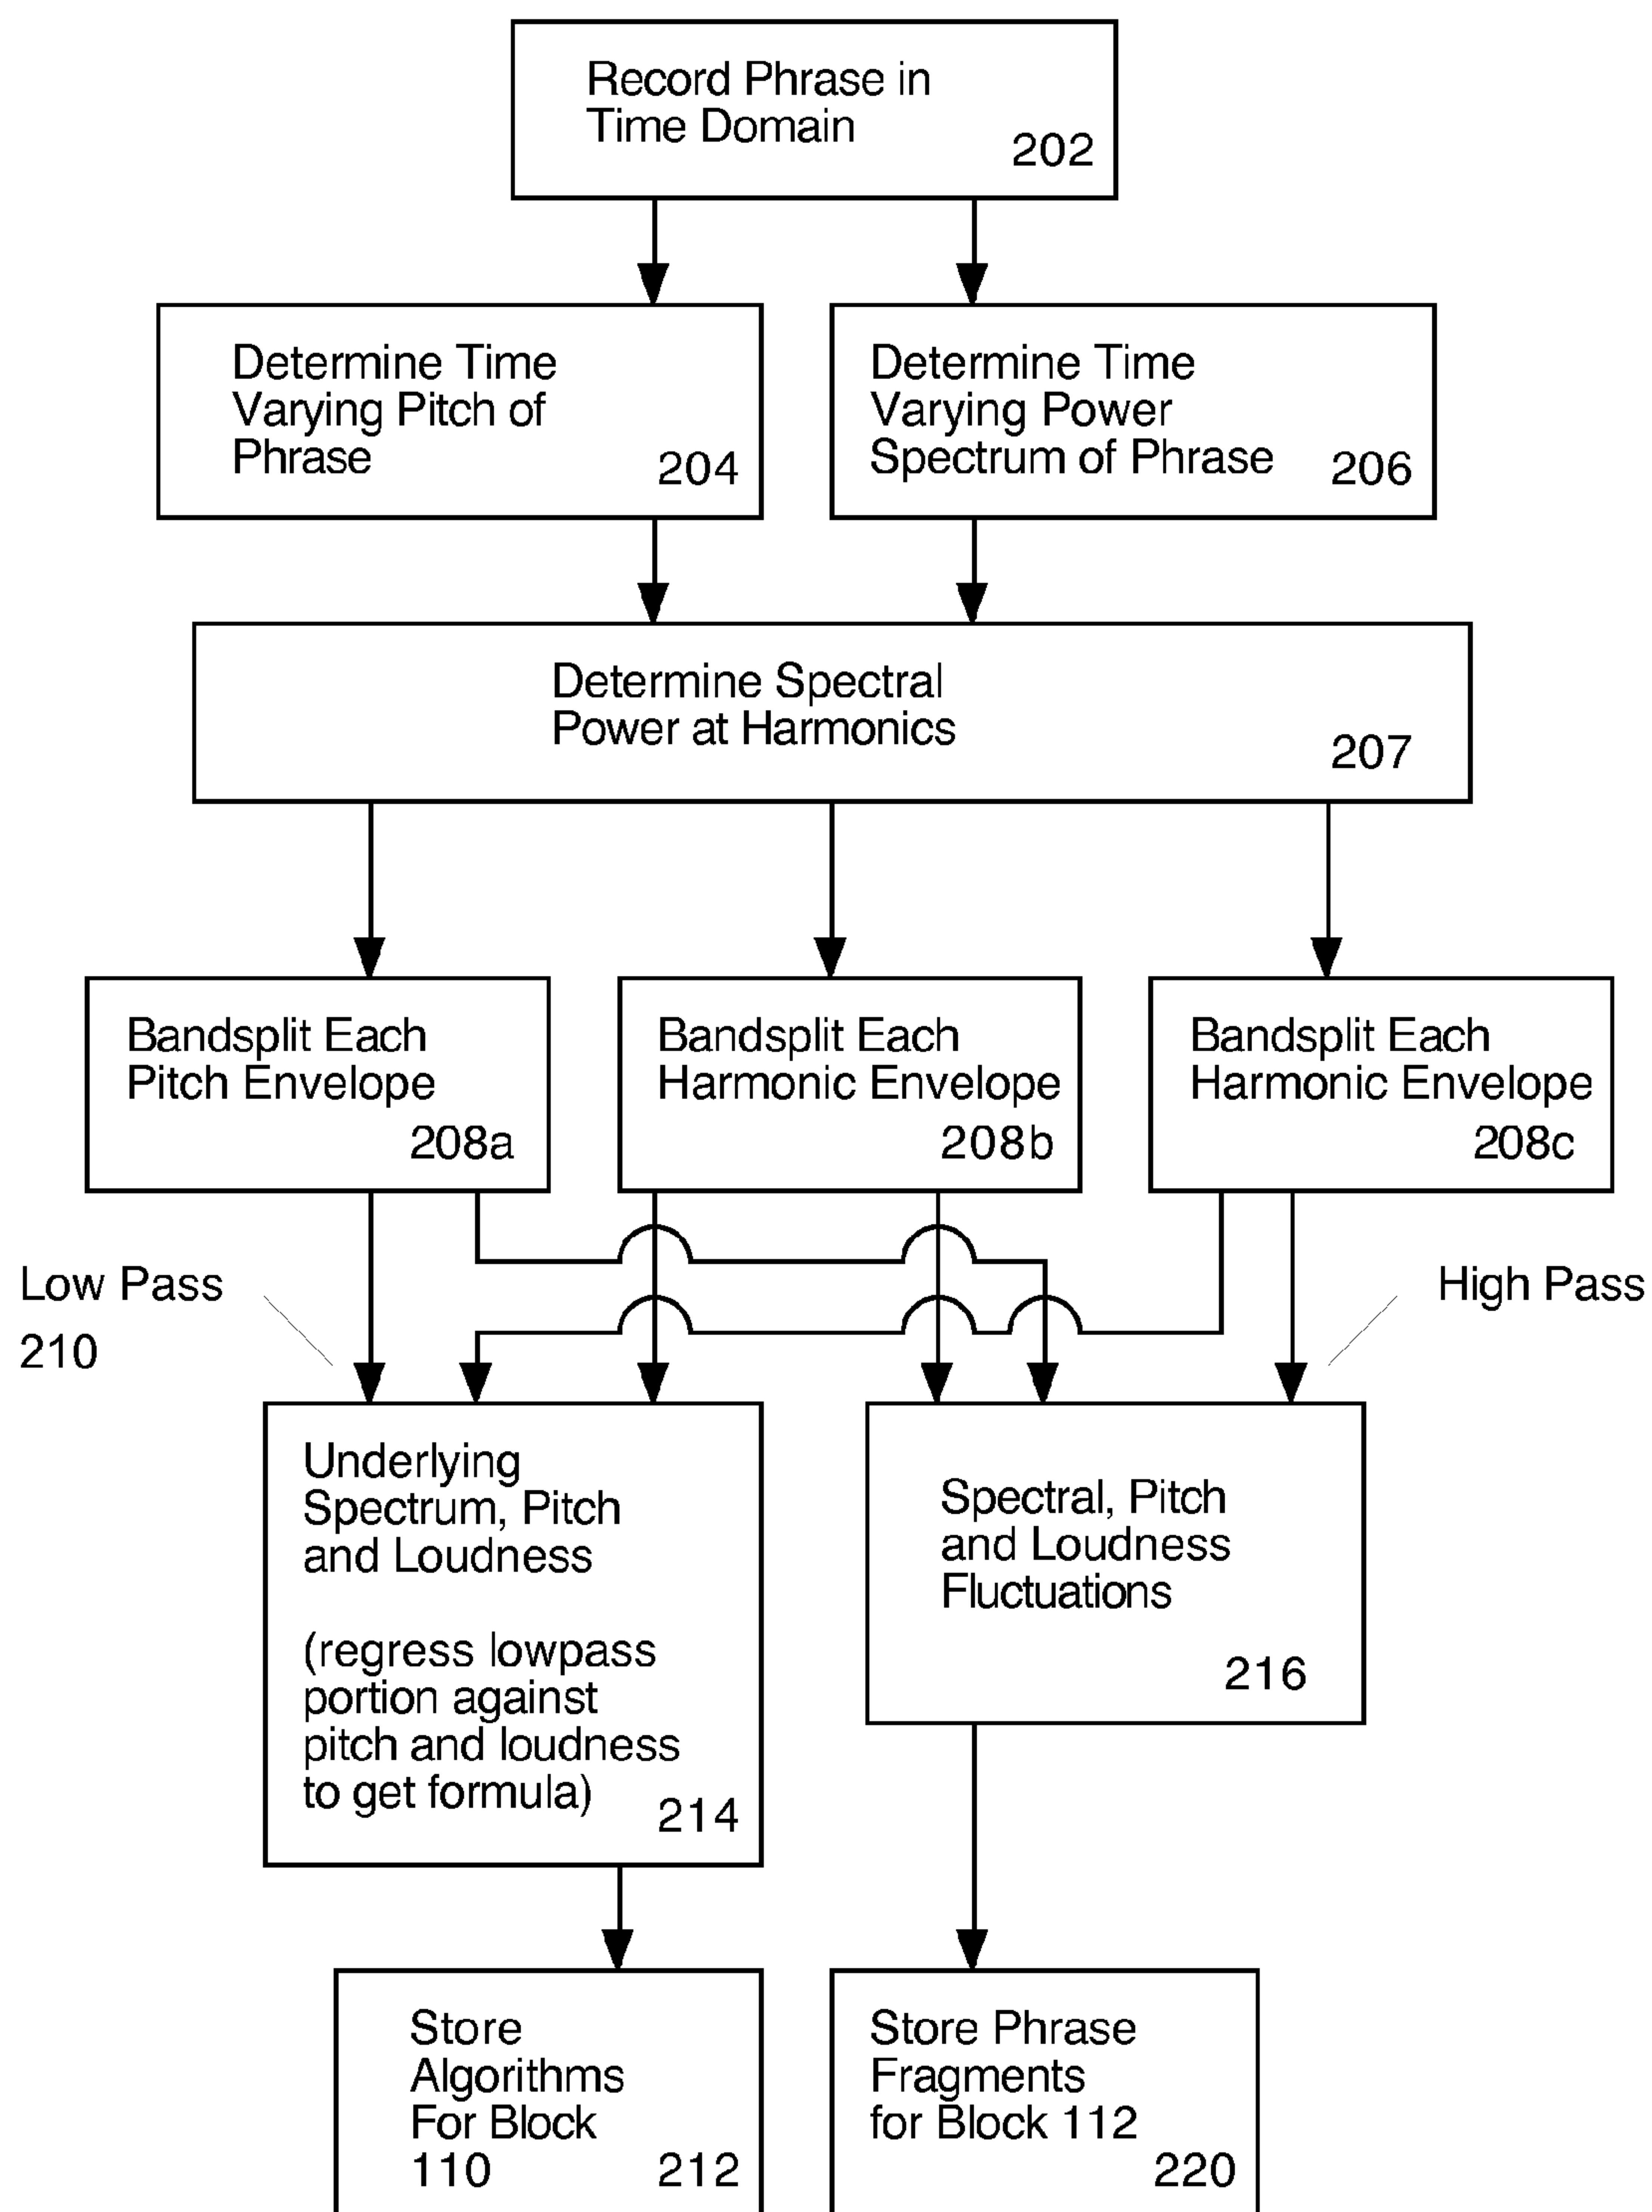 Record Phrase in
Time Domain
202
Determine Time
Varying Pitch of
Phrase
204
Determine Time
Varying Power
Spectrum of Phrase
206
Determine Spectral
Power at Harmonics
207
Bandsplit Each
Pitch Envelope
208a
Bandsplit Each
Harmonic Envelope
208b
Bandsplit Each
Harmonic Envelope
208c
Low Pass
210
High Pass
Underlying
Spectrum, Pitch
and Loudness
(regress lowpass
portion against
pitch and loudness
to get formula)
214
Spectral, Pitch
and Loudness
Fluctuations
216
Store
Algorithms
For Block
110
212
Store Phrase
Fragments
for Block 112
220